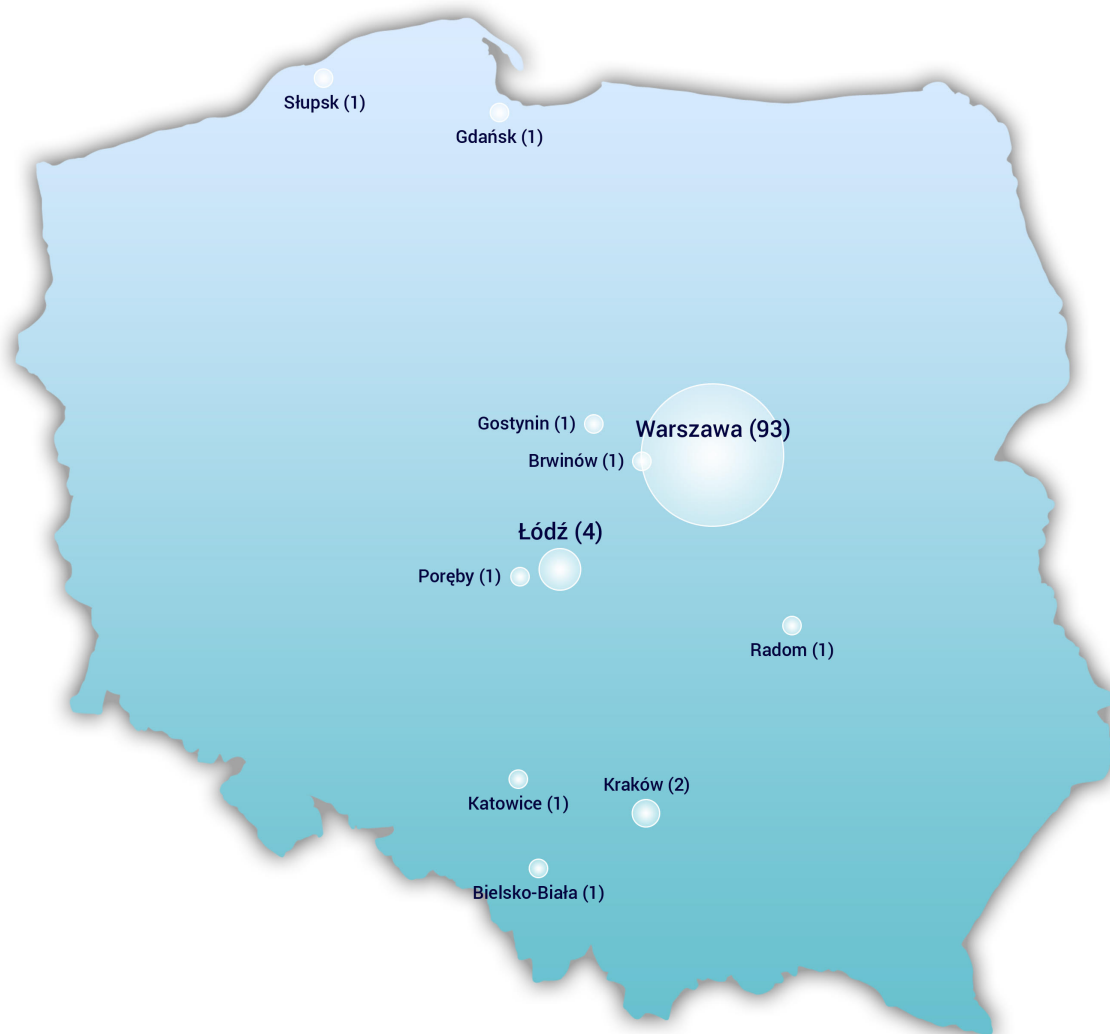 Słupsk (1)
Gdańsk (1)
Gostynin (1)
Warszawa (93)
Brwinów (1)
Łódź (4)
Poręby (1)
Radom (1)
Katowice (1)
Kraków (2)
Bielsko-Biała (1)